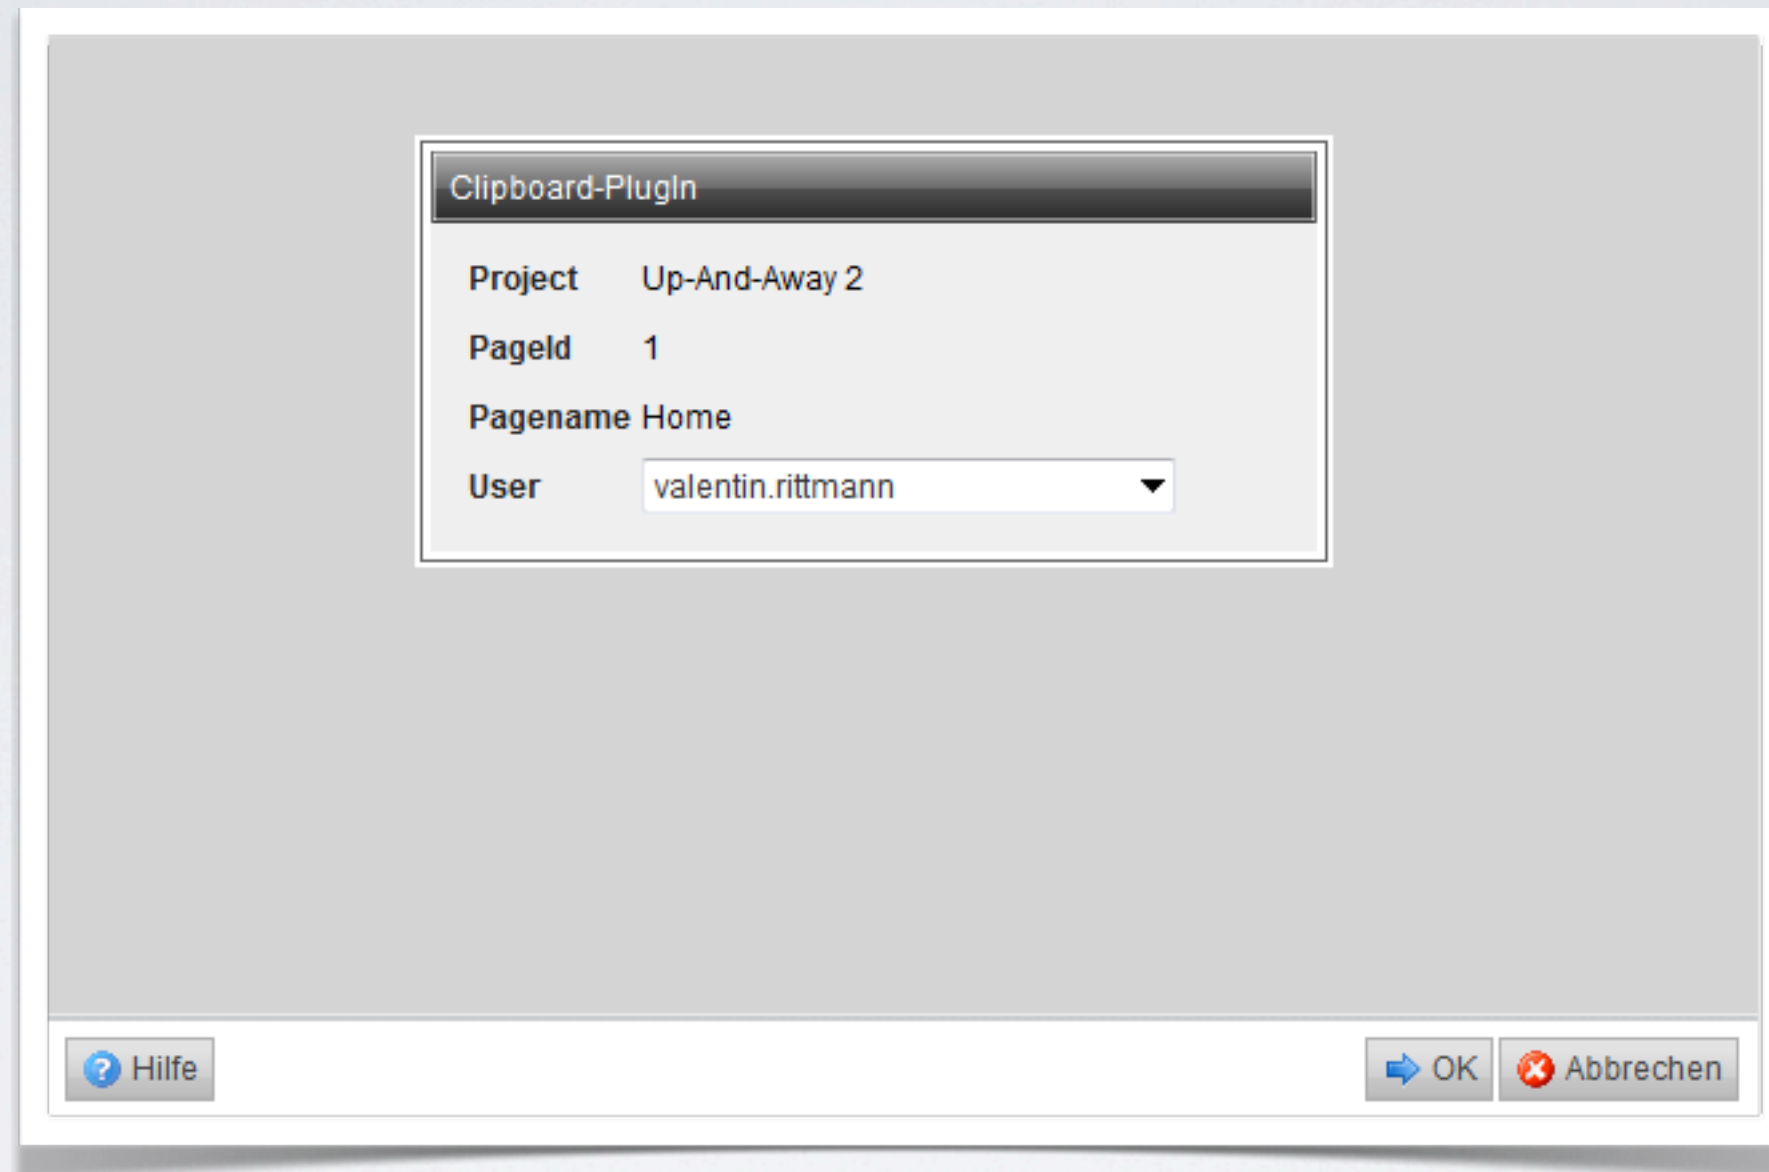 Clipboard-PlugIn
Project Up-And-Away 2
PageId 1
Pagename Home
User valentin.rittmann
Hilfe OK Abbrechen